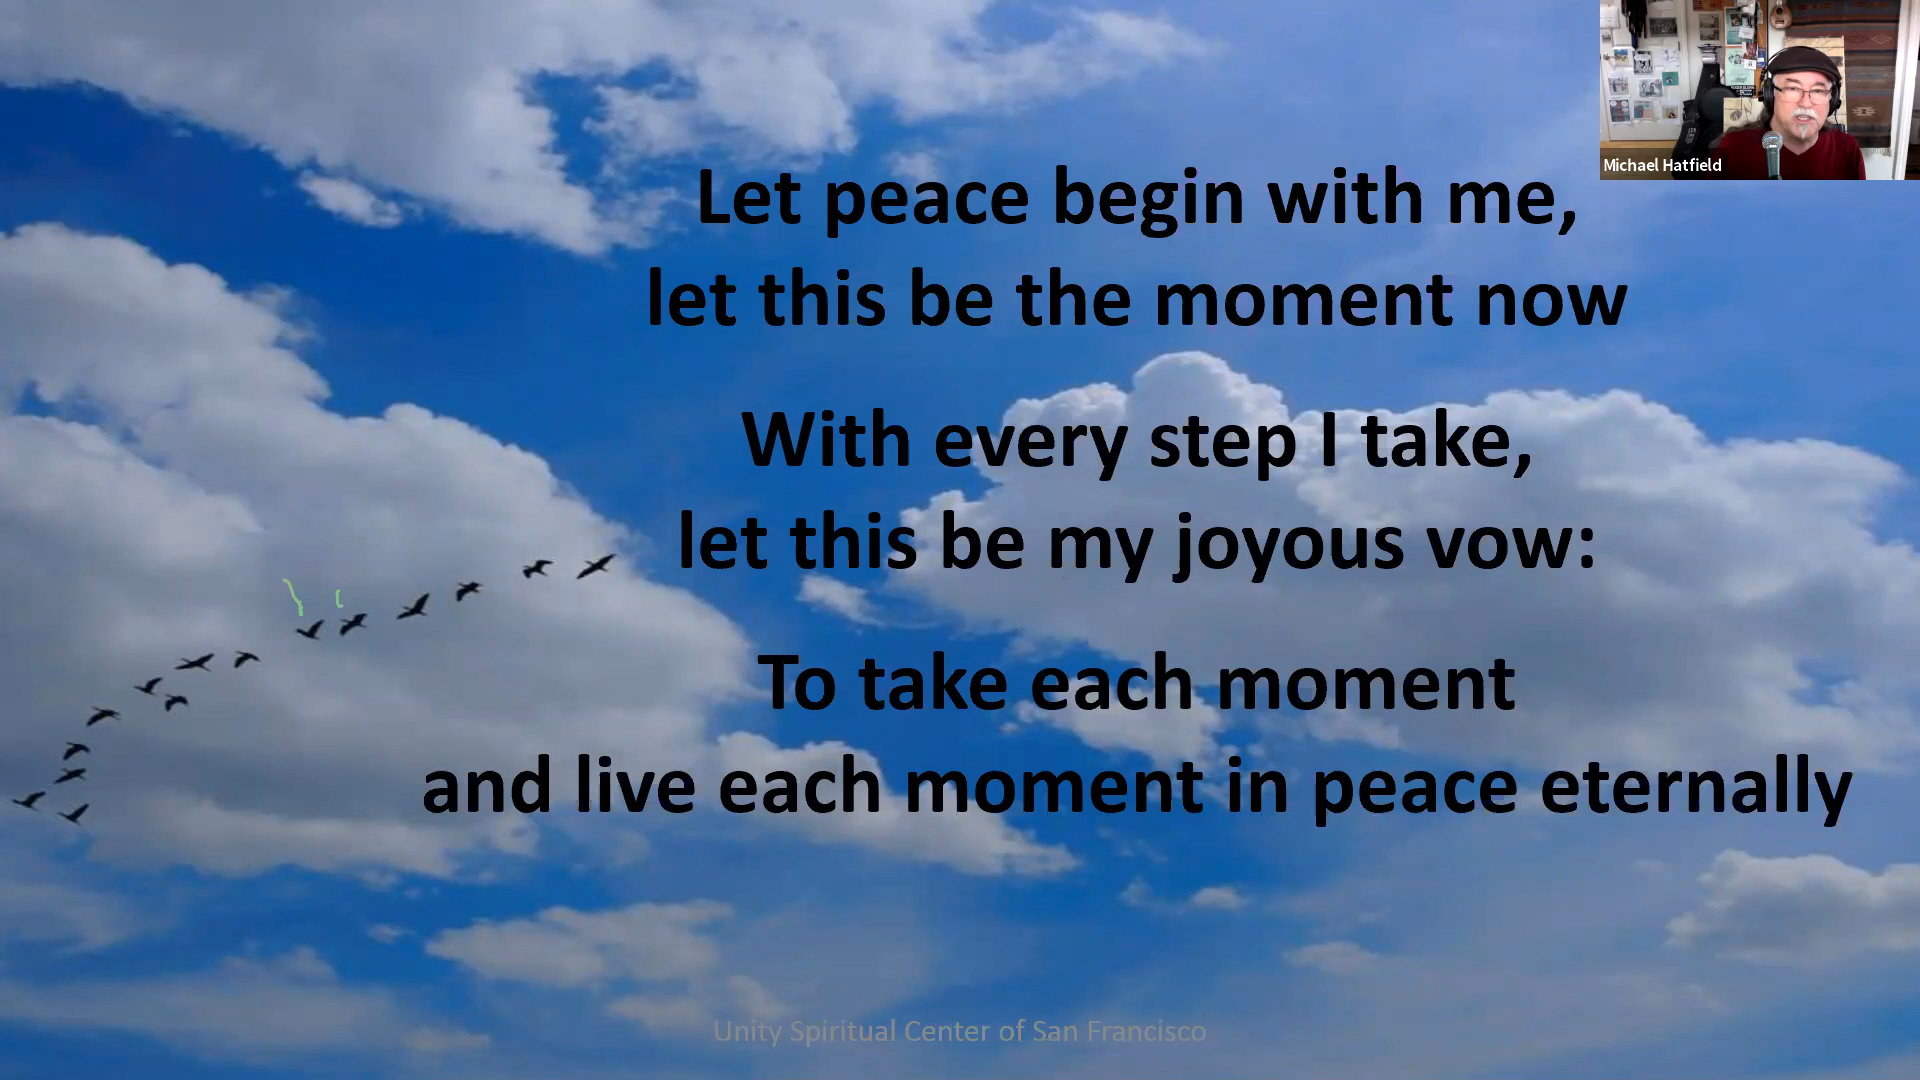 Michael Hatfield
Let peace begin with me,
let this be the moment now
With every step I take,
let this be my joyous vow:
To take each moment
and live each moment in peace eternally
Unity Spiritual Center of San Francisco